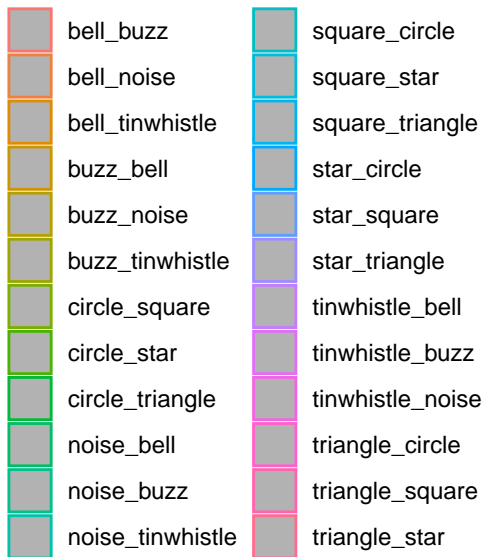 bell_buzz
bell_noise
bell_tinwhistle
buzz_bell
buzz_noise
buzz_tinwhistle
circle_square
circle_star
circle_triangle
noise_bell
noise_buzz
noise_tinwhistle
square_circle
square_star
square_triangle
star_circle
star_square
star_triangle
tinwhistle_bell
tinwhistle_buzz
tinwhistle_noise
triangle_circle
triangle_square
triangle_star